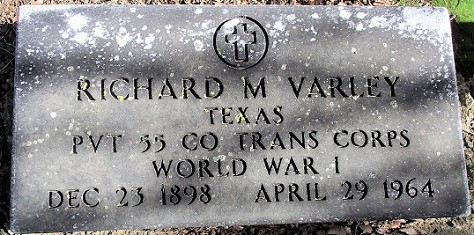 RICHARD M VARLEY
TEXAS
PVT 55 CO TRANS CORPS
WORLD WAR I
DEC 23 1898 APRIL 29 1964